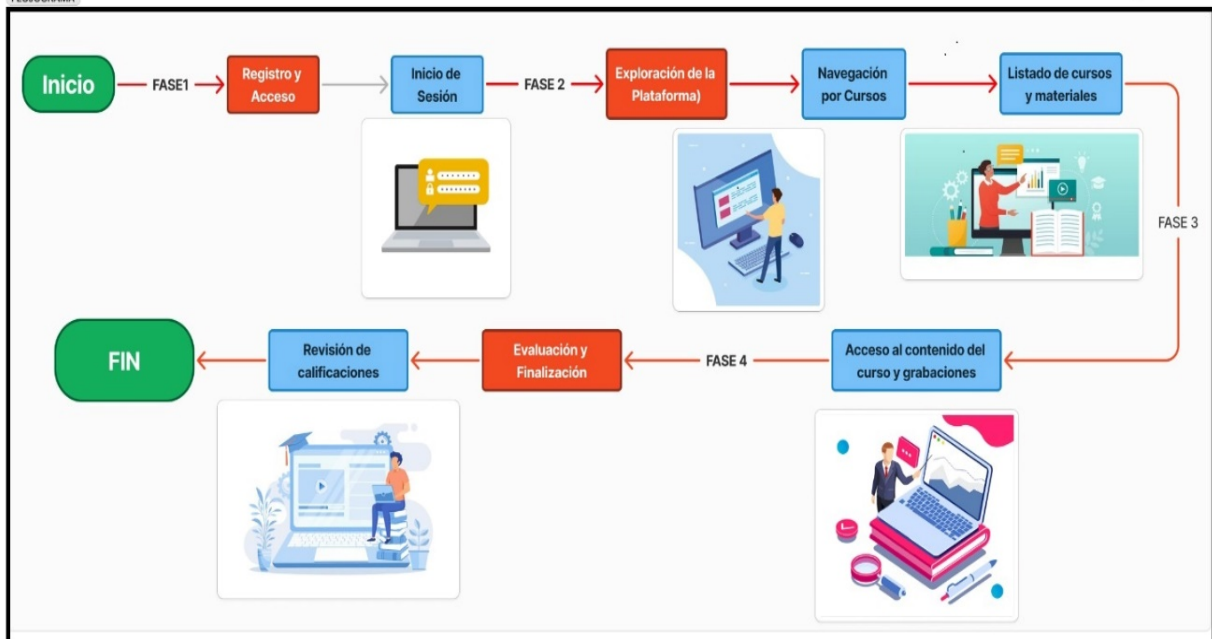 Inicio
FASE1
Registro y
Acceso
Inicio de
Sesión
FASE 2
Exploración de la
Plataforma)
Navegación
por Cursos
Listado de cursos
y materiales
FASE 3
FIN
Revisión de
calificaciones
Evaluación y
Finalización
FASE 4
Acceso al contenido del
curso y grabaciones